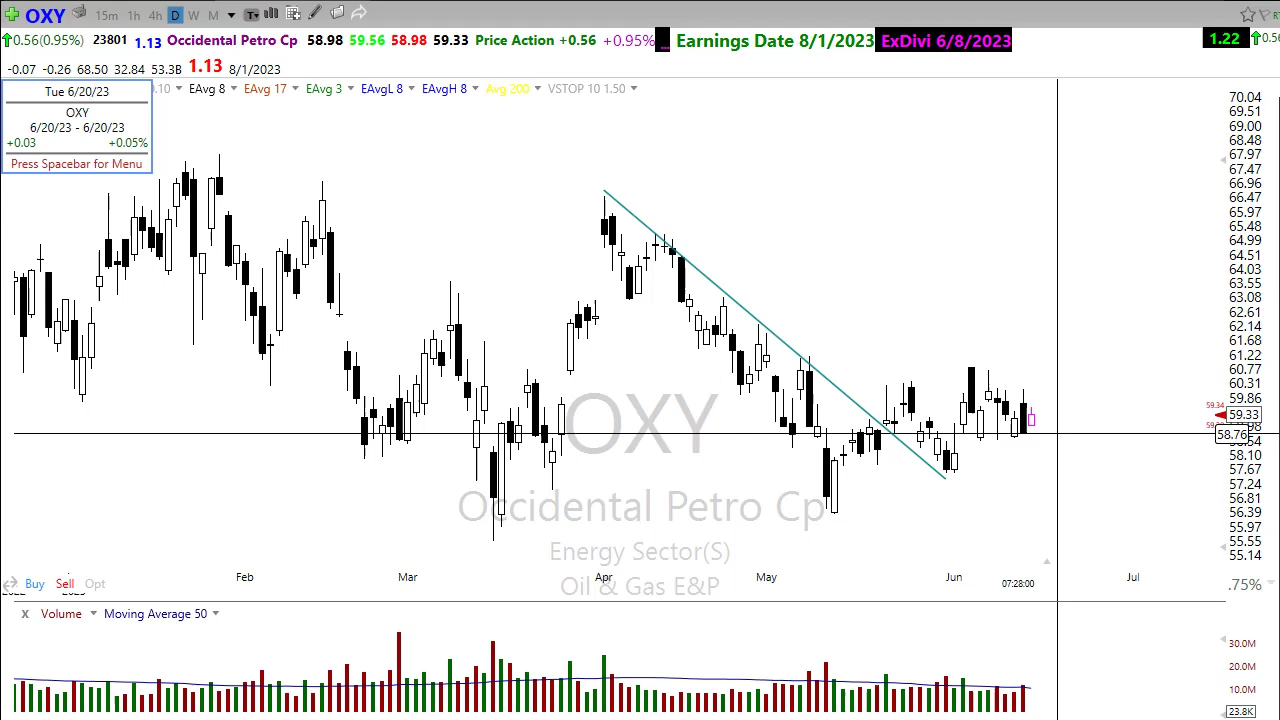 OXY 15m 1h 4h D W M
0.56(0.95%) 23801 1.13 Occidental Petro Cp 58.98 59.56 58.98 59.33 Price Action +0.56 +0.95% ... Earnings Date 8/1/2023 ExDivi 6/8/2023 1.22 0.56
-0.07 -0.26 68.50 32.84 53.3B 1.13 8/1/2023
Tue 6/20/23
OXY
6/20/23 - 6/20/23
+0.03 +0.05%
Press Spacebar for Menu
.10 EAvg 8 EAvg 17 EAvg 3 EAvgL 8 EAvgH 8 Avg 200 VSTOP 10 1.50
70.04
69.51
69.00
68.48
67.97
67.47
66.96
66.47
65.97
65.48
64.99
64.51
64.03
63.55
63.08
62.61
62.14
61.68
61.22
60.77
60.31
59.86
59.34
59.33
58.76
58.10
57.67
57.24
56.81
56.39
55.97
55.55
55.14
OXY
Occidental Petro Cp
Energy Sector(S)
Oil & Gas E&P
Buy Sell Opt
Feb Mar Apr May Jun Jul
07:28:00
.75%
X Volume Moving Average 50
30.0M
20.0M
10.0M
23.8K